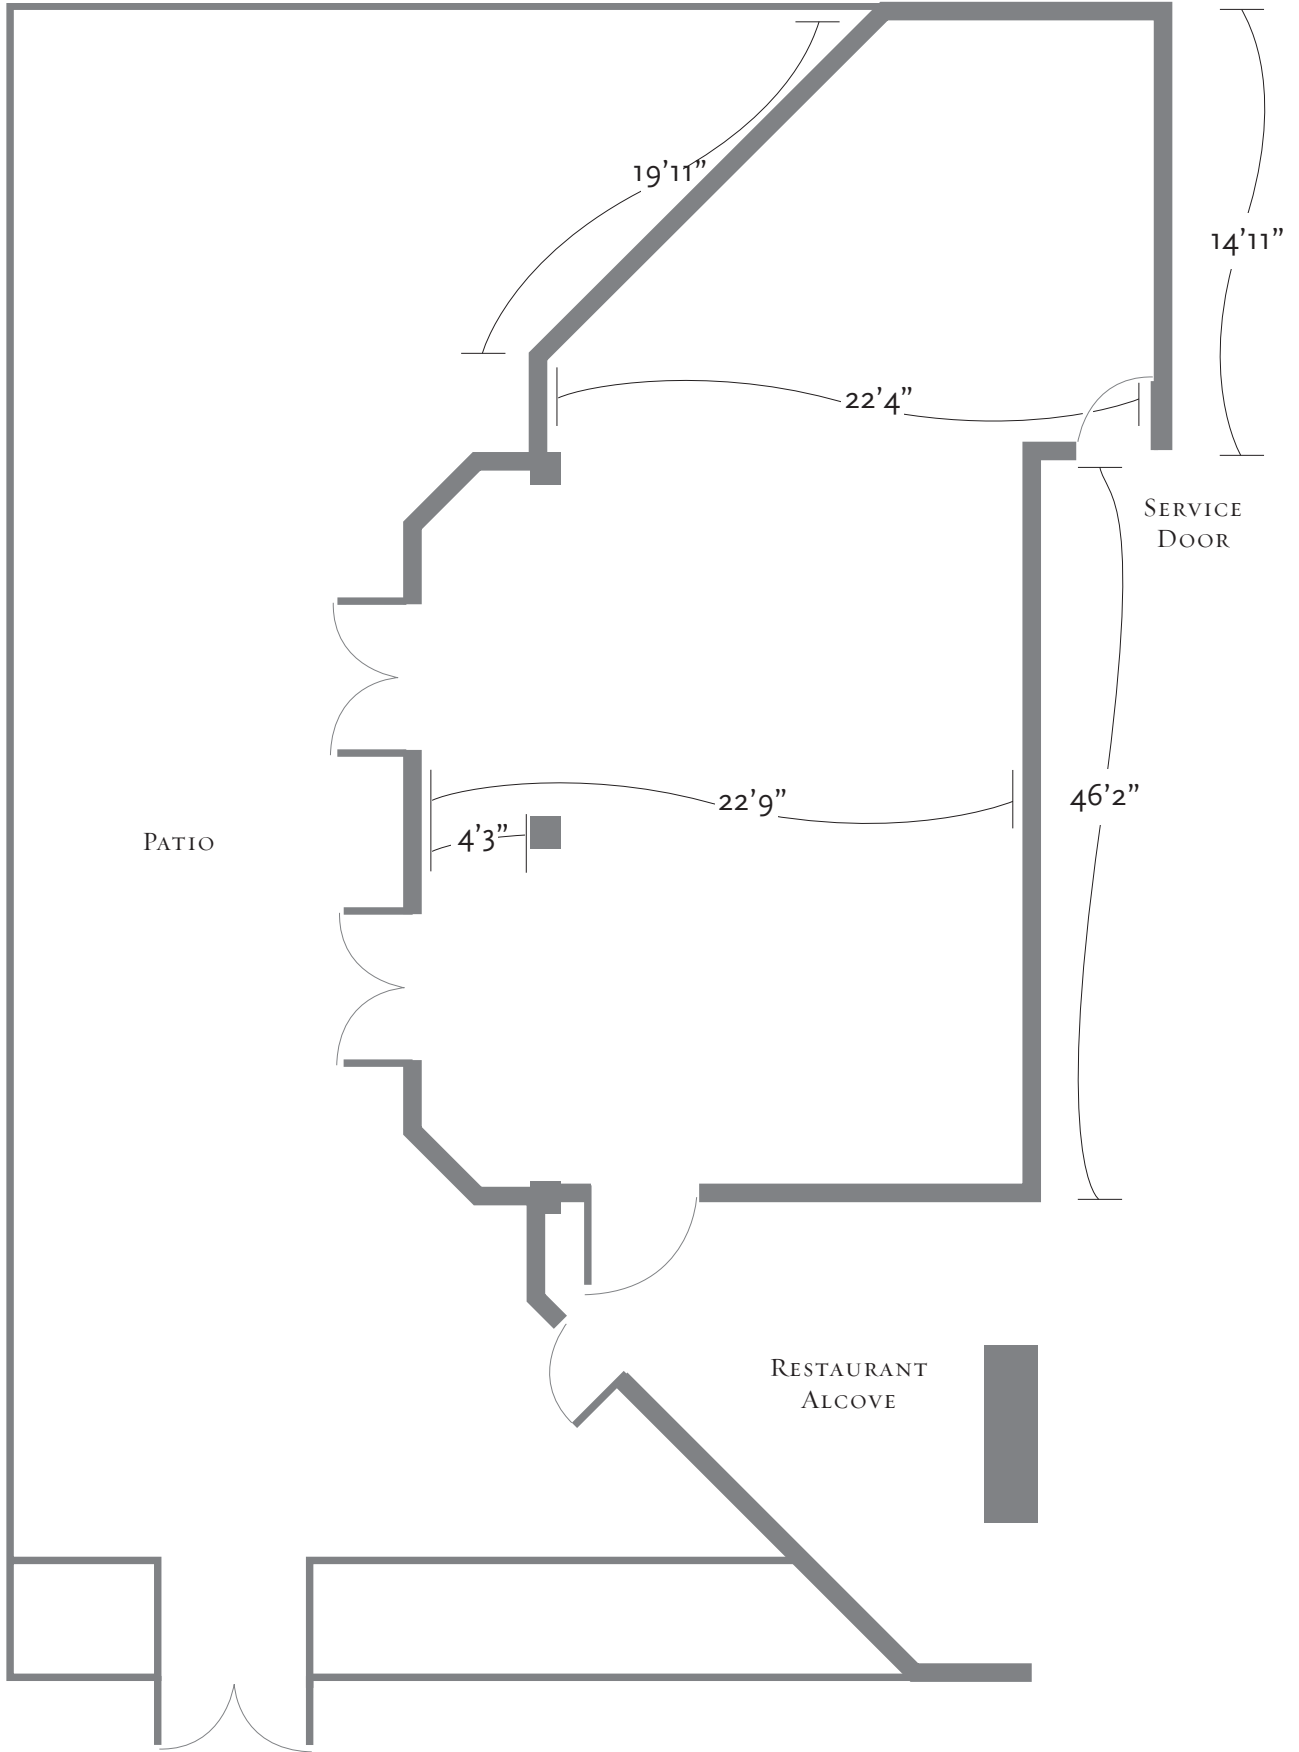 19’11”
14’11”
22’4”
Service
Door
46’2”
22’9”
4’3”
Patio
Restaurant
Alcove